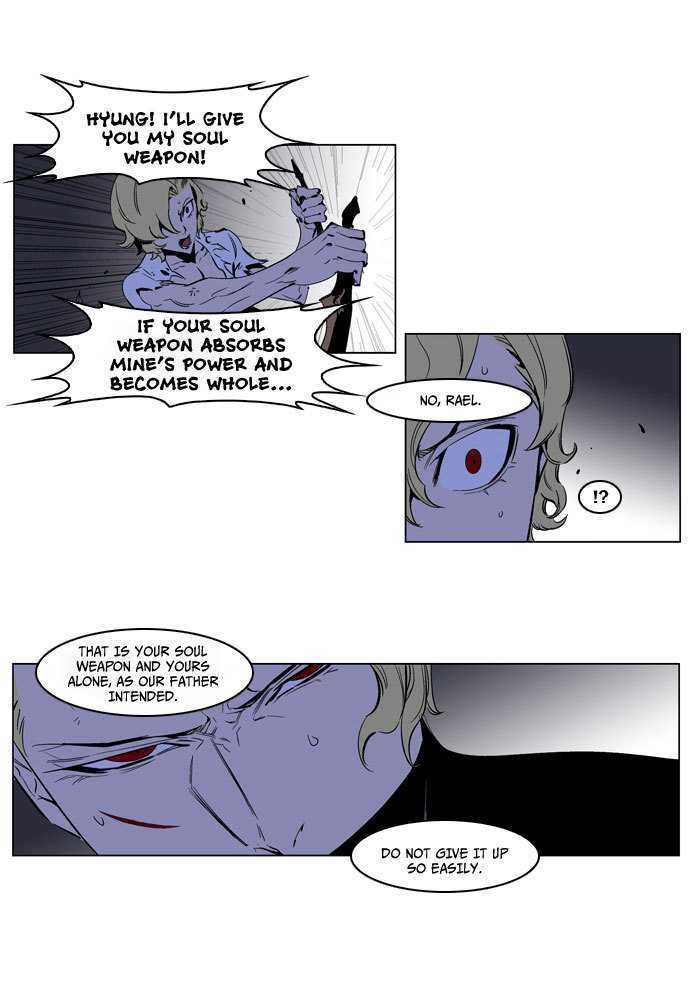 HYUNG! I'LL GIVE
YOU MY SOUL
WEAPON!
IF YOUR SOUL
WEAPON ABSORBS
MINE'S POWER AND
BECOMES WHOLE...
NO, RAEL.
!?
THAT IS YOUR SOUL
WEAPON AND YOURS
ALONE, AS OUR FATHER
INTENDED.
DO NOT GIVE IT UP
SO EASILY.